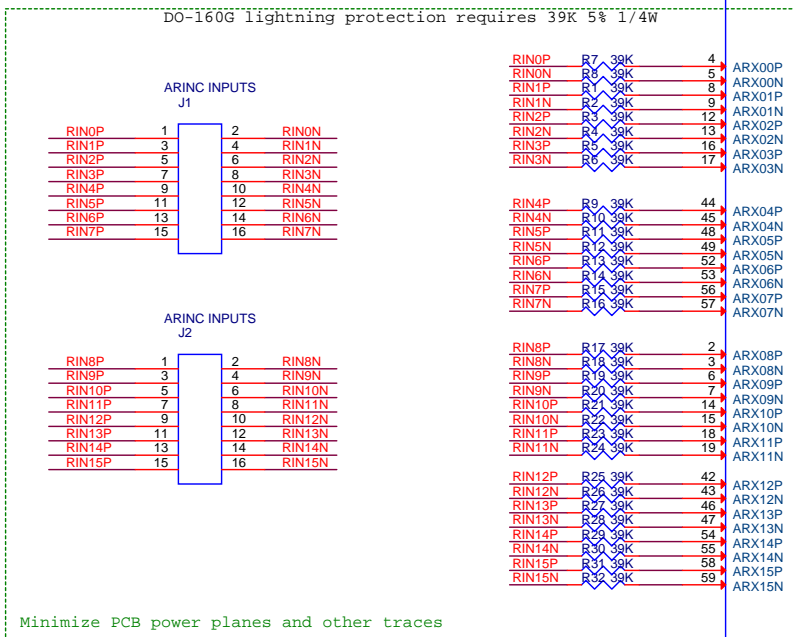 DO-160G lightning protection requires 39K 5% 1/4W
ARINC INPUTS
J1
RIN0P 1 2 RIN0N
RIN1P 3 4 RIN1N
RIN2P 5 6 RIN2N
RIN3P 7 8 RIN3N
RIN4P 9 10 RIN4N
RIN5P 11 12 RIN5N
RIN6P 13 14 RIN6N
RIN7P 15 16 RIN7N
ARINC INPUTS
J2
RIN8P 1 2 RIN8N
RIN9P 3 4 RIN9N
RIN10P 5 6 RIN10N
RIN11P 7 8 RIN11N
RIN12P 9 10 RIN12N
RIN13P 11 12 RIN13N
RIN14P 13 14 RIN14N
RIN15P 15 16 RIN15N
RIN0P R7 39K 4 ARX00P
RIN0N R8 39K 5 ARX00N
RIN1P R1 39K 8 ARX01P
RIN1N R2 39K 9 ARX01N
RIN2P R3 39K 12 ARX02P
RIN2N R4 39K 13 ARX02N
RIN3P R5 39K 16 ARX03P
RIN3N R6 39K 17 ARX03N
RIN4P R9 39K 44 ARX04P
RIN4N R10 39K 45 ARX04N
RIN5P R11 39K 48 ARX05P
RIN5N R12 39K 49 ARX05N
RIN6P R13 39K 52 ARX06P
RIN6N R14 39K 53 ARX06N
RIN7P R15 39K 56 ARX07P
RIN7N R16 39K 57 ARX07N
RIN8P R17 39K 2 ARX08P
RIN8N R18 39K 3 ARX08N
RIN9P R19 39K 6 ARX09P
RIN9N R20 39K 7 ARX09N
RIN10P R21 39K 14 ARX10P
RIN10N R22 39K 15 ARX10N
RIN11P R23 39K 18 ARX11P
RIN11N R24 39K 19 ARX11N
RIN12P R25 39K 42 ARX12P
RIN12N R26 39K 43 ARX12N
RIN13P R27 39K 46 ARX13P
RIN13N R28 39K 47 ARX13N
RIN14P R29 39K 54 ARX14P
RIN14N R30 39K 55 ARX14N
RIN15P R31 39K 58 ARX15P
RIN15N R32 39K 59 ARX15N
Minimize PCB power planes and other traces